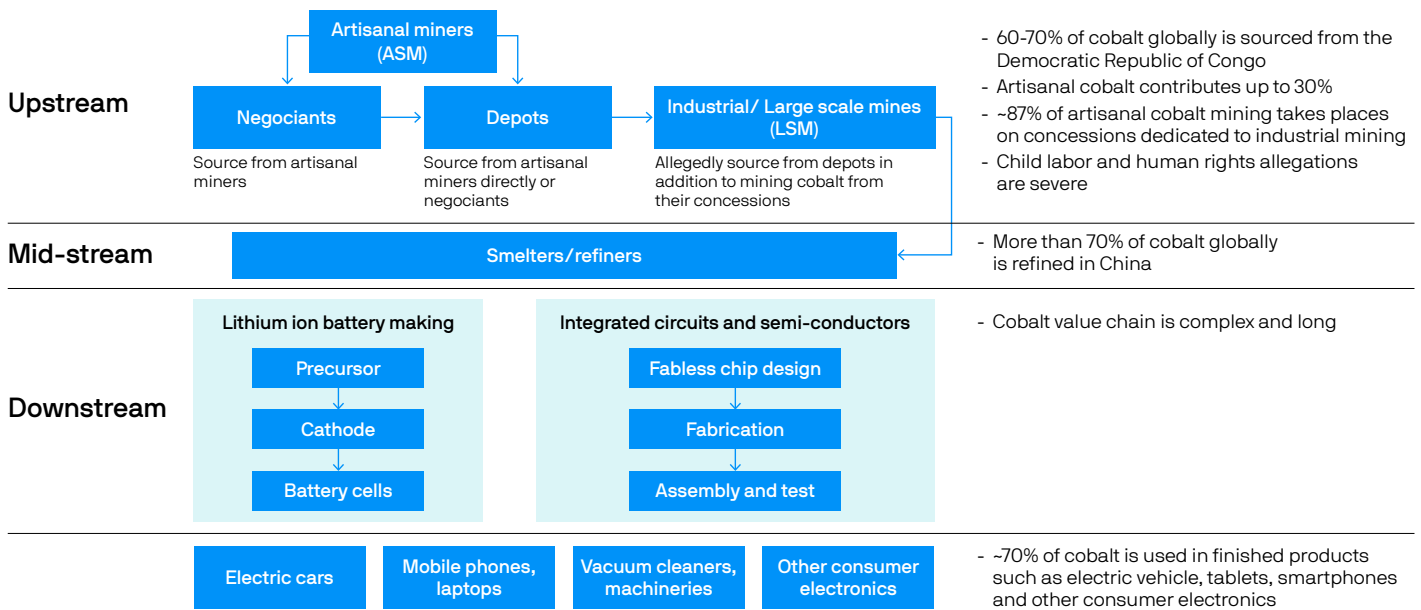 Upstream
Artisanal miners
(ASM)
Negociants
Depots
Industrial/ Large scale mines
(LSM)
Source from artisanal
miners
Source from artisanal
miners directly or
negociants
Allegedly source from depots in
addition to mining cobalt from
their concessions
- 60-70% of cobalt globally is sourced from the
Democratic Republic of Congo
- Artisanal cobalt contributes up to 30%
- ~87% of artisanal cobalt mining takes places
on concessions dedicated to industrial mining
- Child labor and human rights allegations
are severe
Mid-stream
Smelters/refiners
- More than 70% of cobalt globally
is refined in China
Downstream
Lithium ion battery making
Precursor
Cathode
Battery cells
Integrated circuits and semi-conductors
Fabless chip design
Fabrication
Assembly and test
- Cobalt value chain is complex and long
Electric cars
Mobile phones,
laptops
Vacuum cleaners,
machineries
Other consumer
electronics
- ~70% of cobalt is used in finished products
such as electric vehicle, tablets, smartphones
and other consumer electronics